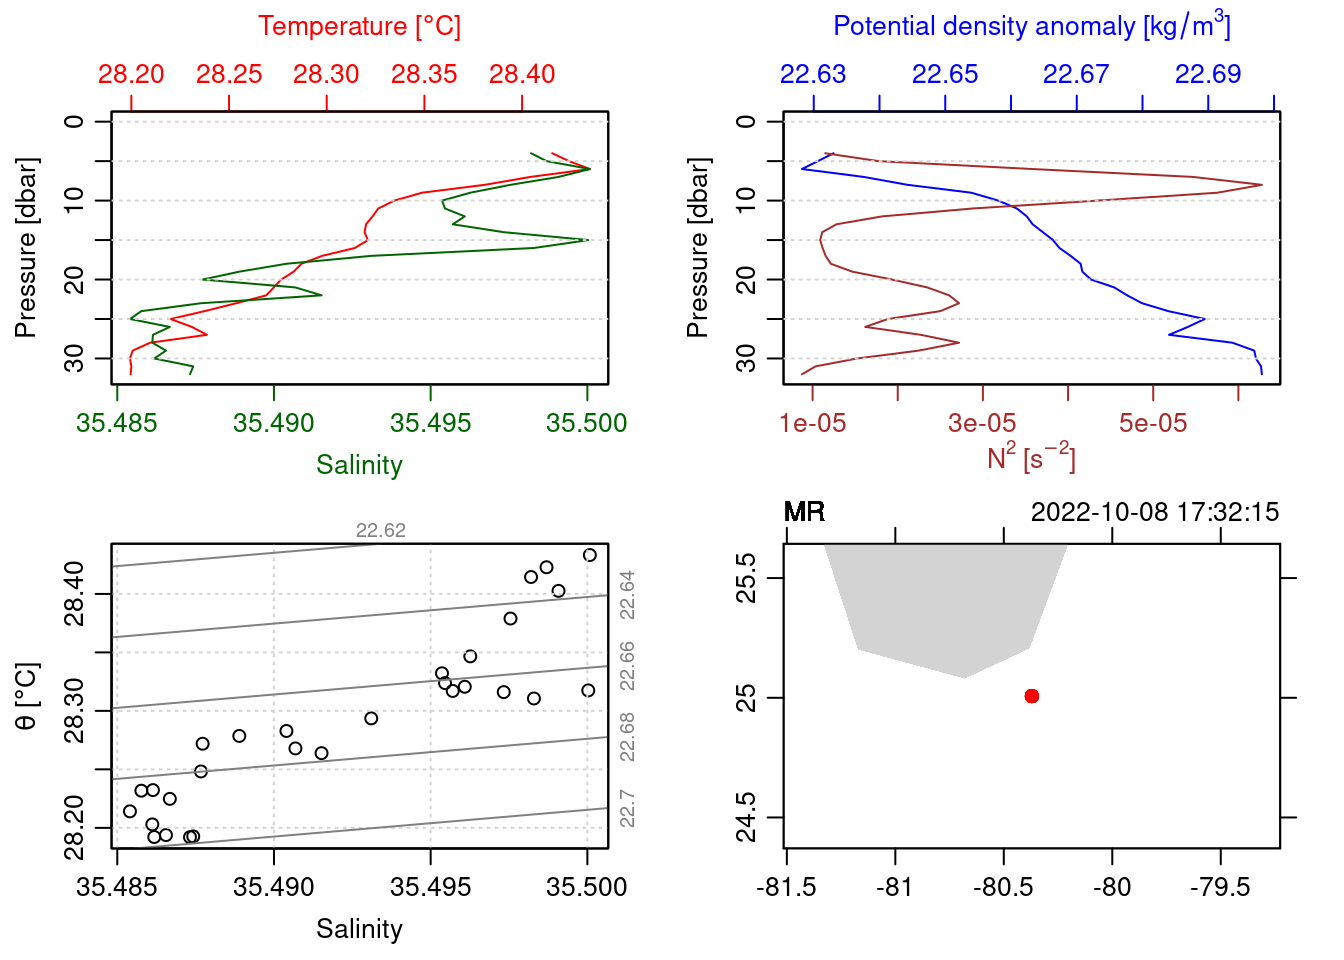 Temperature [°C]
28.20 28.25 28.30 28.35 28.40
0
10
20
30
Pressure [dbar]
35.485 35.490 35.495 35.500
Salinity
Potential density anomaly [kg/m³]
22.63 22.65 22.67 22.69
0
10
20
30
Pressure [dbar]
1e-05 3e-05 5e-05
N² [s⁻²]
22.62
22.64
22.66
22.68
22.7
28.40
28.30
28.20
θ [°C]
35.485 35.490 35.495 35.500
Salinity
MR 2022-10-08 17:32:15
25.5
25
24.5
-81.5 -81 -80.5 -80 -79.5